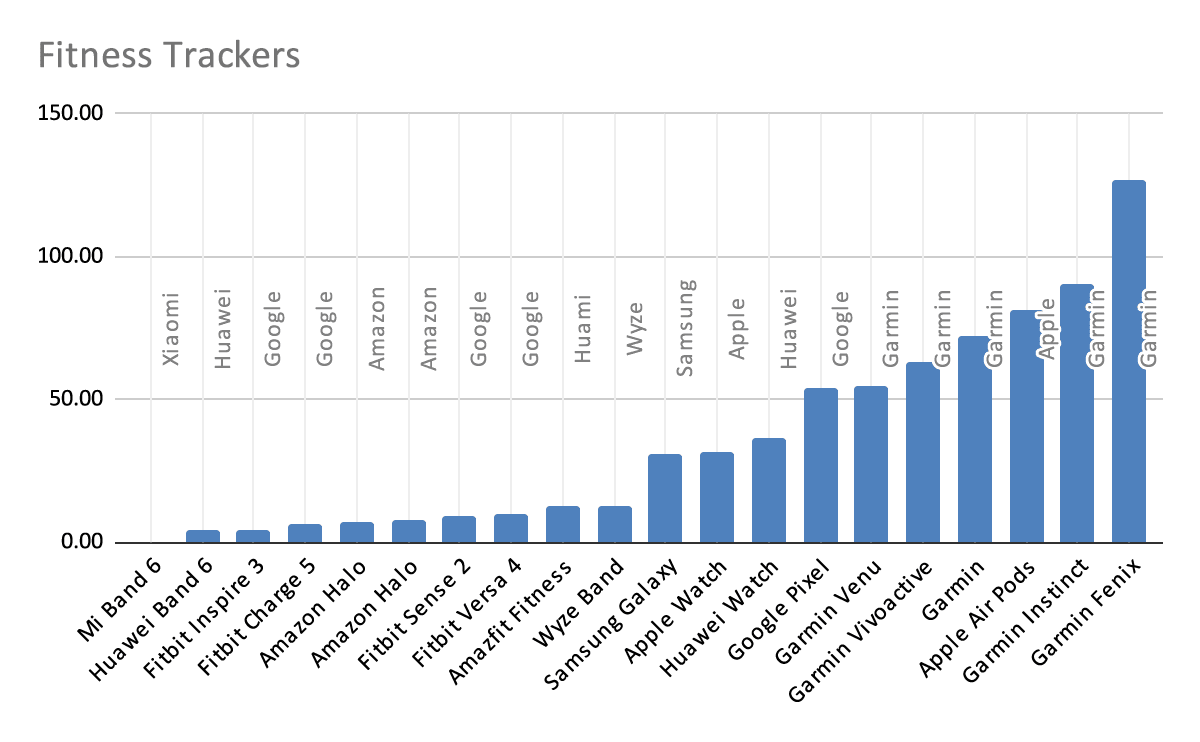 Fitness Trackers
150.00
100.00
50.00
0.00
Xiaomi
Huawei
Google
Google
Amazon
Amazon
Google
Google
Huami
Wyze
Samsung
Apple
Huawei
Google
Garmin
Garmin
Garmin
Apple
Garmin
Garmin
Mi Band 6
Huawei Band 6
Fitbit Inspire 3
Fitbit Charge 5
Amazon Halo
Amazon Halo
Fitbit Sense 2
Fitbit Versa 4
Amazfit Fitness
Wyze Band
Samsung Galaxy
Apple Watch
Huawei Watch
Google Pixel
Garmin Venu
Garmin Vivoactive
Garmin
Apple Air Pods
Garmin Instinct
Garmin Fenix